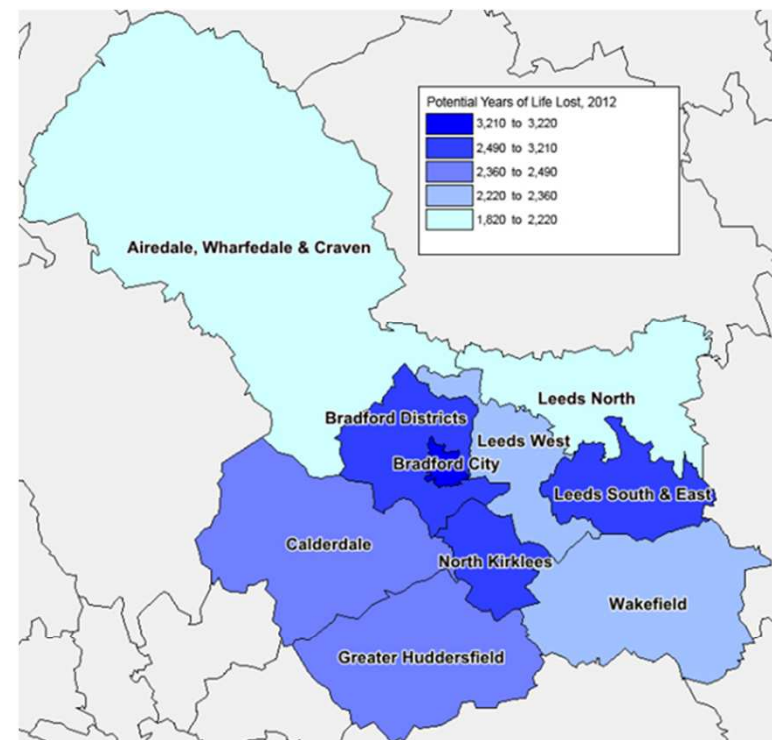 Potential Years of Life Lost, 2012
3,210 to 3,220
2,490 to 3,210
2,360 to 2,490
2,220 to 2,360
1,820 to 2,220
Airedale, Wharfedale & Craven
Leeds North
Bradford Districts
Leeds West
Bradford City
Leeds South & East
Calderdale
North Kirklees
Wakefield
Greater Huddersfield